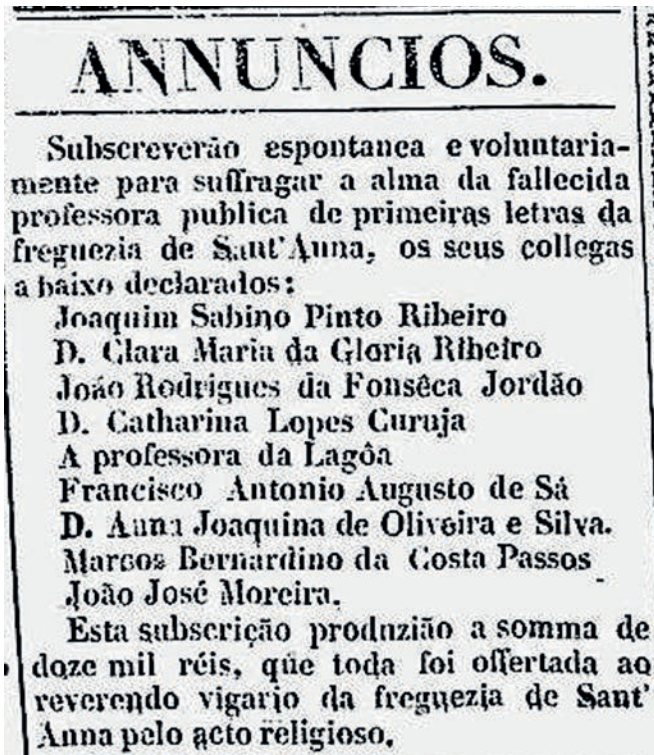 ANNUNCIOS.
Subscreverão espontanea e voluntaria-
mente para suffragar a alma da fallecida
professora publica de primeiras letras da
freguezia de Sant'Anna, os seus collegas
a baixo declarados:
Joaquim Sabino Pinto Ribeiro
D. Clara Maria da Gloria Ribeiro
João Rodrigues da Fonsêca Jordão
D. Catharina Lopes Curuja
A professora da Lagôa
Francisco Antonio Augusto de Sá
D. Anna Joaquina de Oliveira e Silva.
Marcos Bernardino da Costa Passos
João José Moreira.
Esta subscrição produzião a somma de
doze mil réis, que toda foi offertada ao
reverendo vigario da freguezia de Sant'
Anna pelo acto religioso.